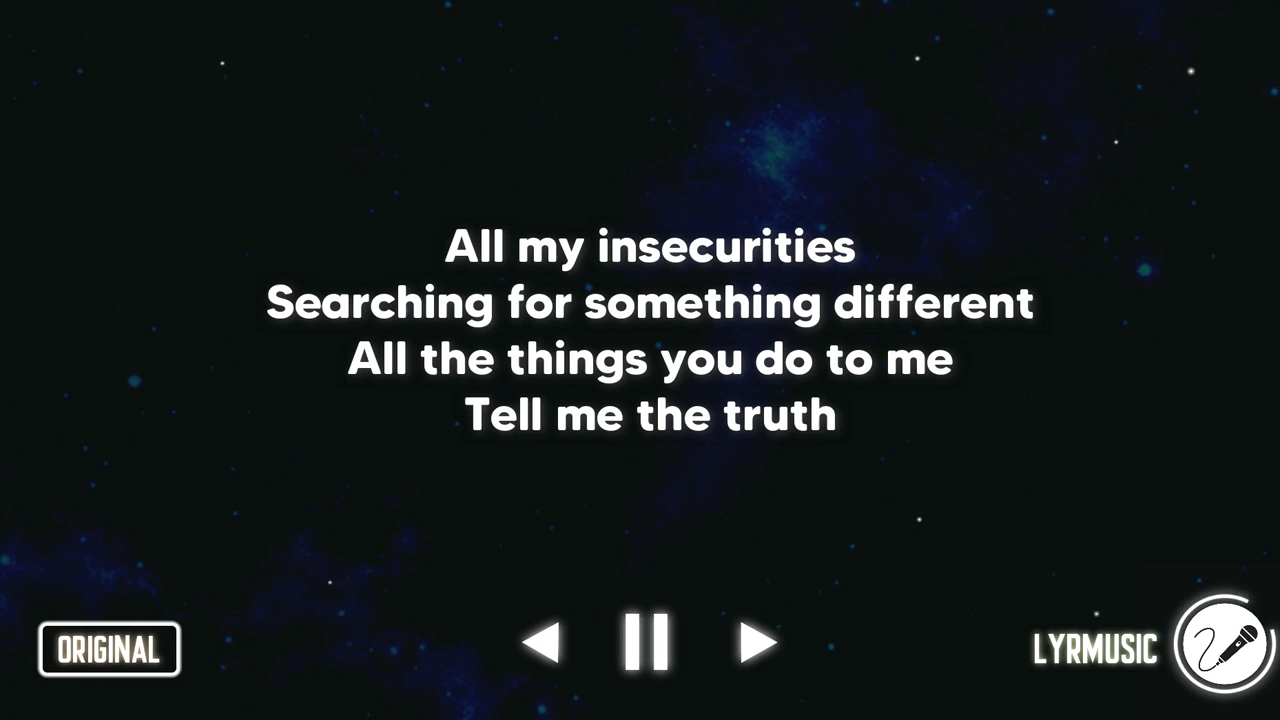 All my insecurities
Searching for something different
All the things you do to me
Tell me the truth
ORIGINAL
LYRMUSIC